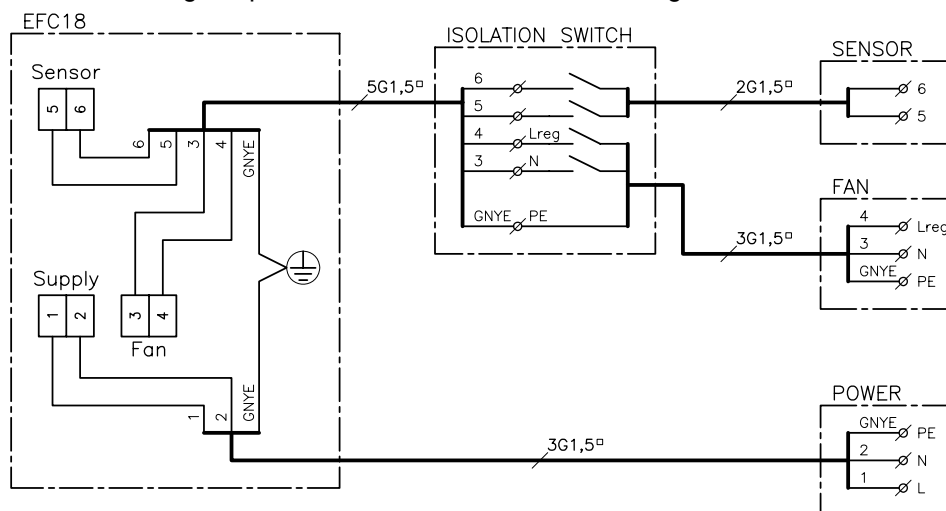 EFC18
Sensor
5 6
6 5 3 4 GNYE
Supply
1 2
3 4
Fan
1 2 GNYE
5G1,5▫
ISOLATION SWITCH
6
5
4 Lreg
3 N
GNYE PE
2G1,5▫
SENSOR
6
5
3G1,5▫
FAN
4 Lreg
3 N
GNYE PE
3G1,5▫
POWER
GNYE PE
2 N
1 L